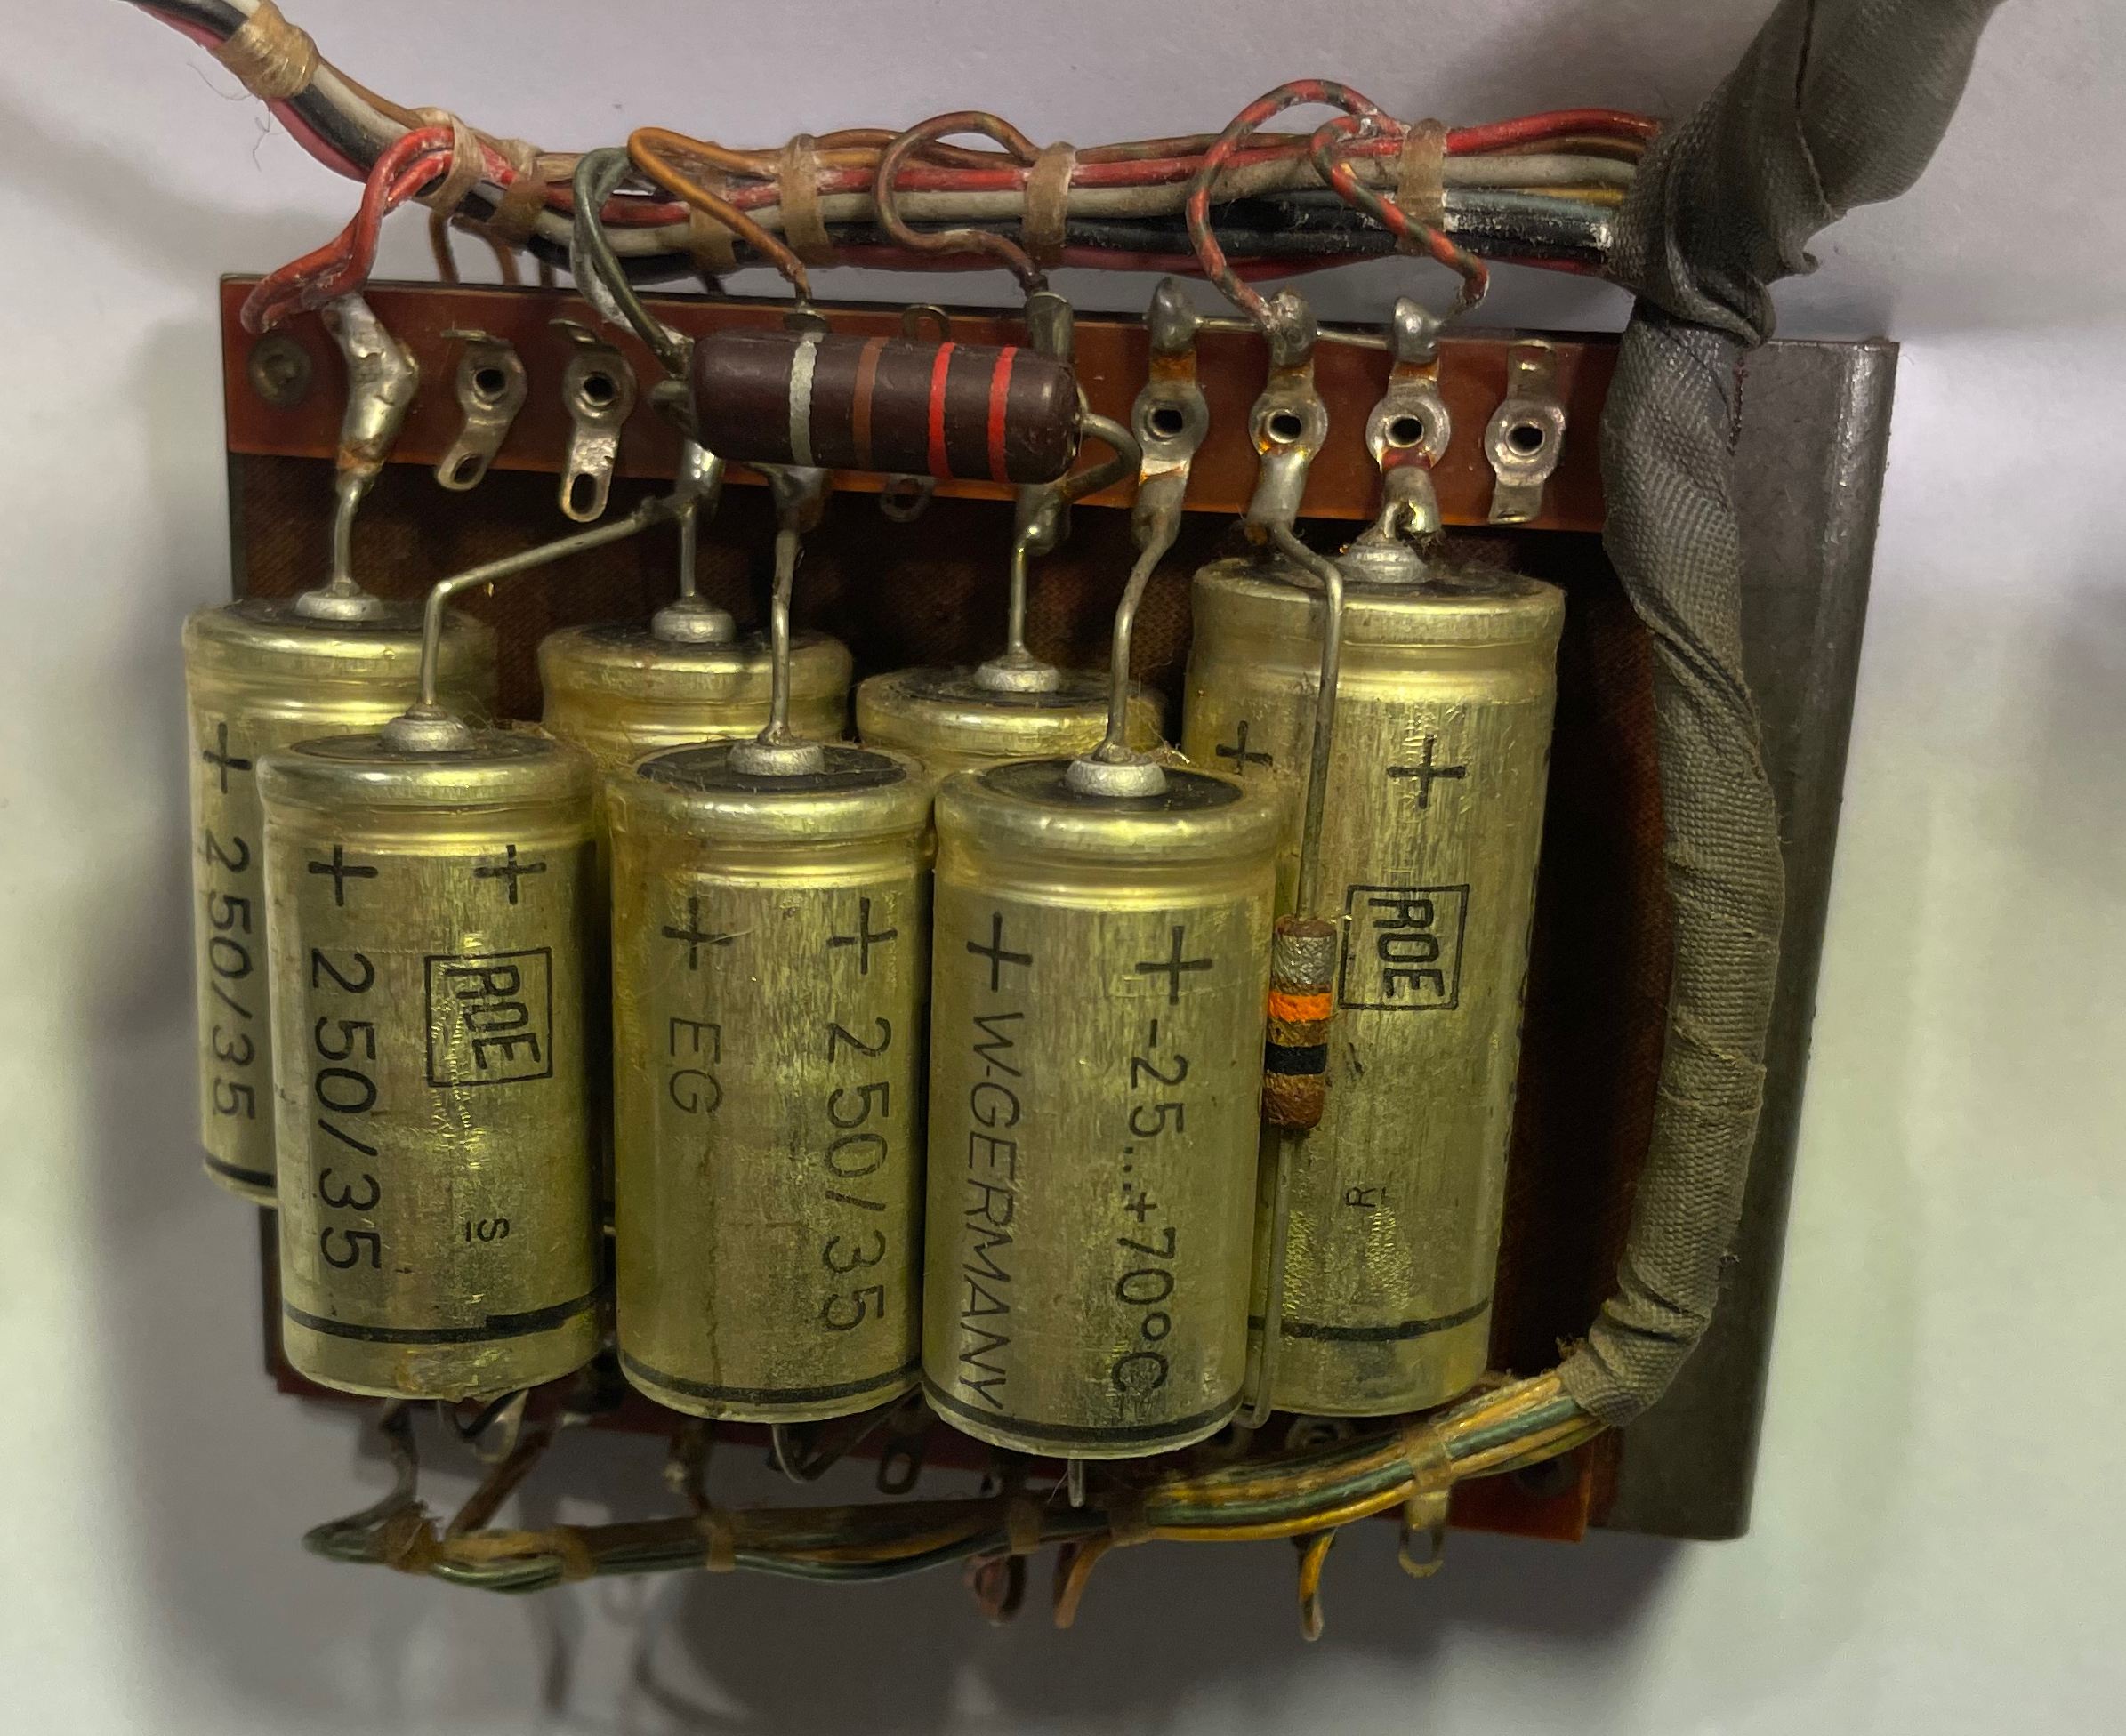 + 250/35
+ 250/35
+ ROE
S
+ EG
+ 250/35
+ W-GERMANY
+ -25...+70°C
+
+ ROE
R